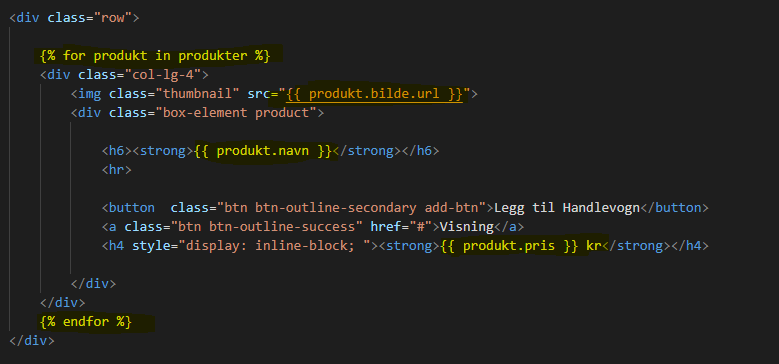 <div class="row">
{% for produkt in produkter %}
<div class="col-lg-4">
<img class="thumbnail" src="{{ produkt.bilde.url }}">
<div class="box-element product">
<h6><strong>{{ produkt.navn }}</strong></h6>
<hr>
<button  class="btn btn-outline-secondary add-btn">Legg til Handlevogn</button>
<a class="btn btn-outline-success" href="#">Visning</a>
<h4 style="display: inline-block; "><strong>{{ produkt.pris }} kr</strong></h4>
</div>
</div>
{% endfor %}
</div>